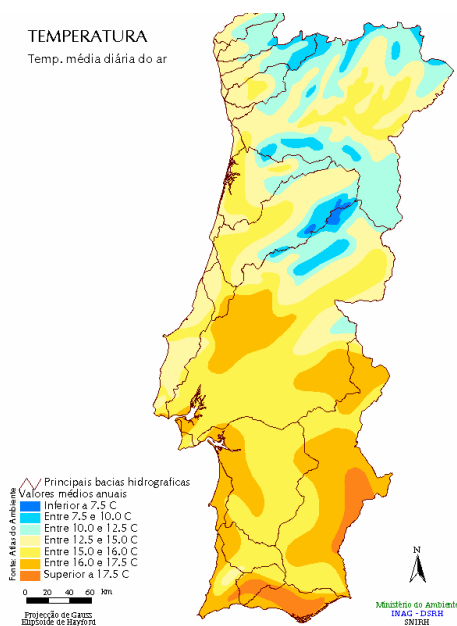 TEMPERATURA
Temp. média diária do ar
Principais bacias hidrograficas
Valores médios anuais
Inferior a 7.5 C
Entre 7.5 e 10.0 C
Entre 10.0 e 12.5 C
Entre 12.5 e 15.0 C
Entre 15.0 e 16.0 C
Entre 16.0 e 17.5 C
Superior a 17.5 C
Fonte: Atlas do Ambiente
0 20 40 60 km
Projecção de Gauss
Elipsoide de Hayford
N
Ministério do Ambiente
INAG - DSRH
SNIRH